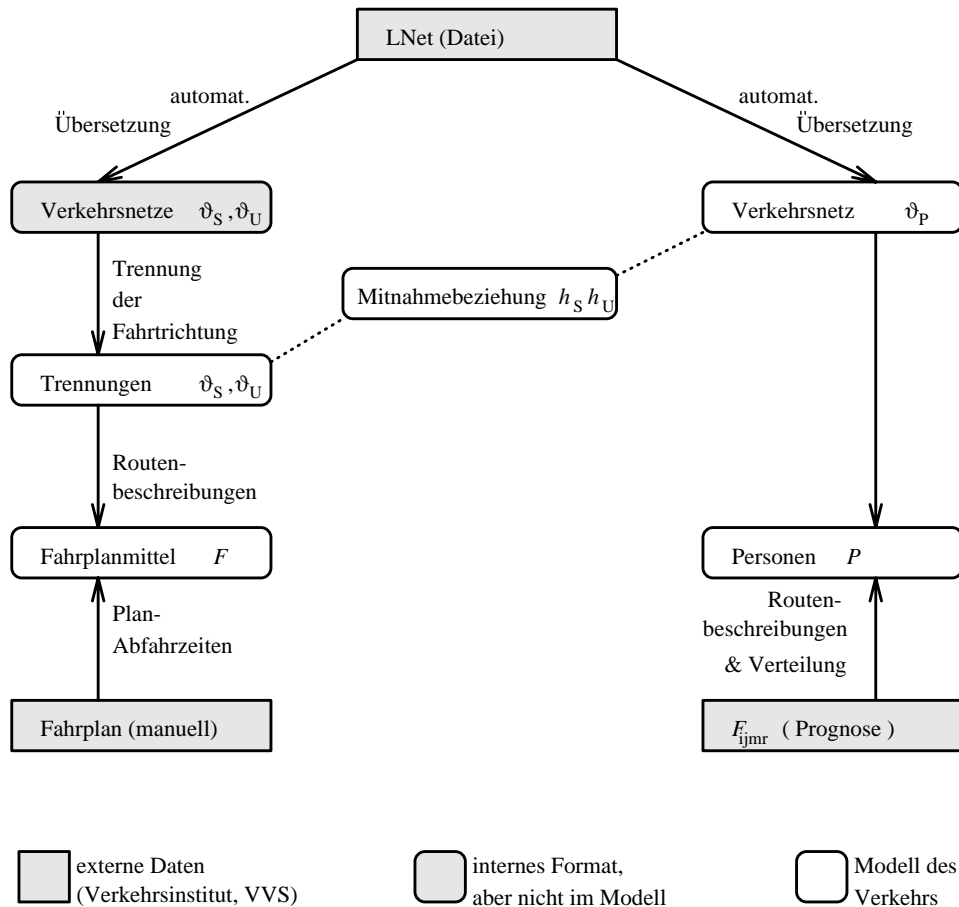 LNet (Datei)
automat.
Übersetzung
automat.
Übersetzung
Verkehrsnetze ϑS ,ϑU
Verkehrsnetz ϑP
Trennung
der
Fahrtrichtung
Mitnahmebeziehung hS hU
Trennungen ϑS ,ϑU
Routen-
beschreibungen
Fahrplanmittel F
Personen P
Plan-
Abfahrzeiten
Routen-
beschreibungen
& Verteilung
Fahrplan (manuell)
Fijmr ( Prognose )
externe Daten
(Verkehrsinstitut, VVS)
internes Format,
aber nicht im Modell
Modell des
Verkehrs